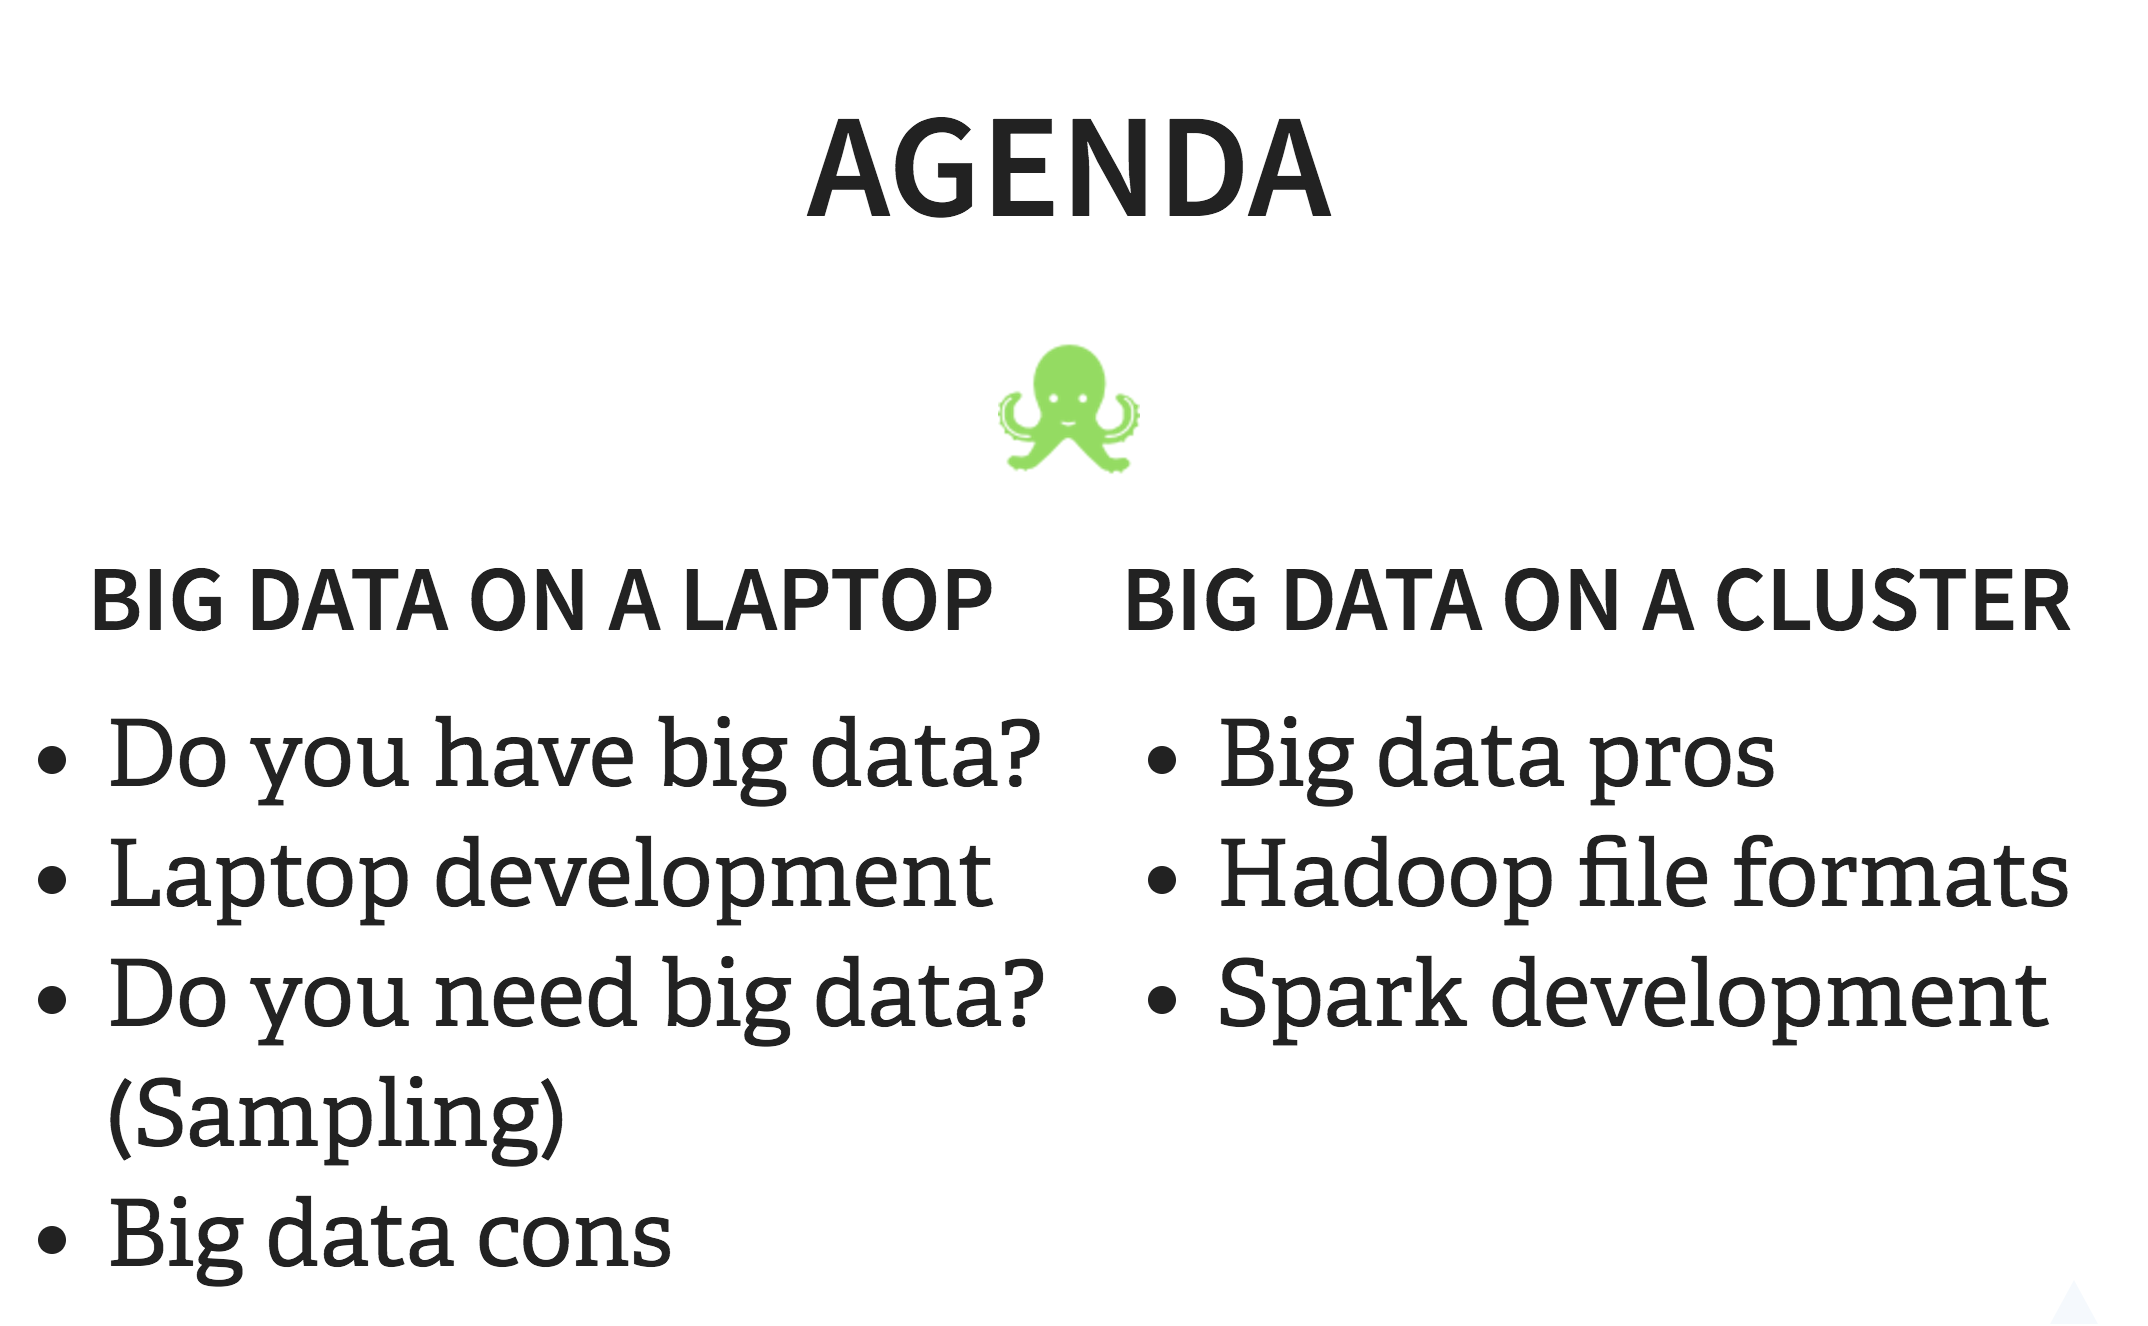 AGENDA
BIG DATA ON A LAPTOP
• Do you have big data?
• Laptop development
• Do you need big data?
(Sampling)
• Big data cons
BIG DATA ON A CLUSTER
• Big data pros
• Hadoop file formats
• Spark development